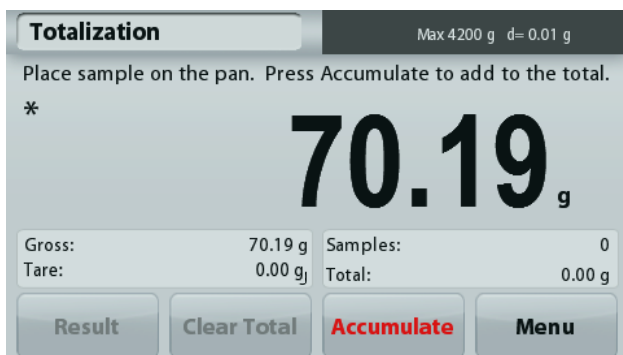 Totalization
Max 4200 g d= 0.01 g
Place sample on the pan. Press Accumulate to add to the total.
*
70.19 g
Gross: 70.19 g Samples: 0
Tare: 0.00 g Total: 0.00 g
Result Clear Total Accumulate Menu